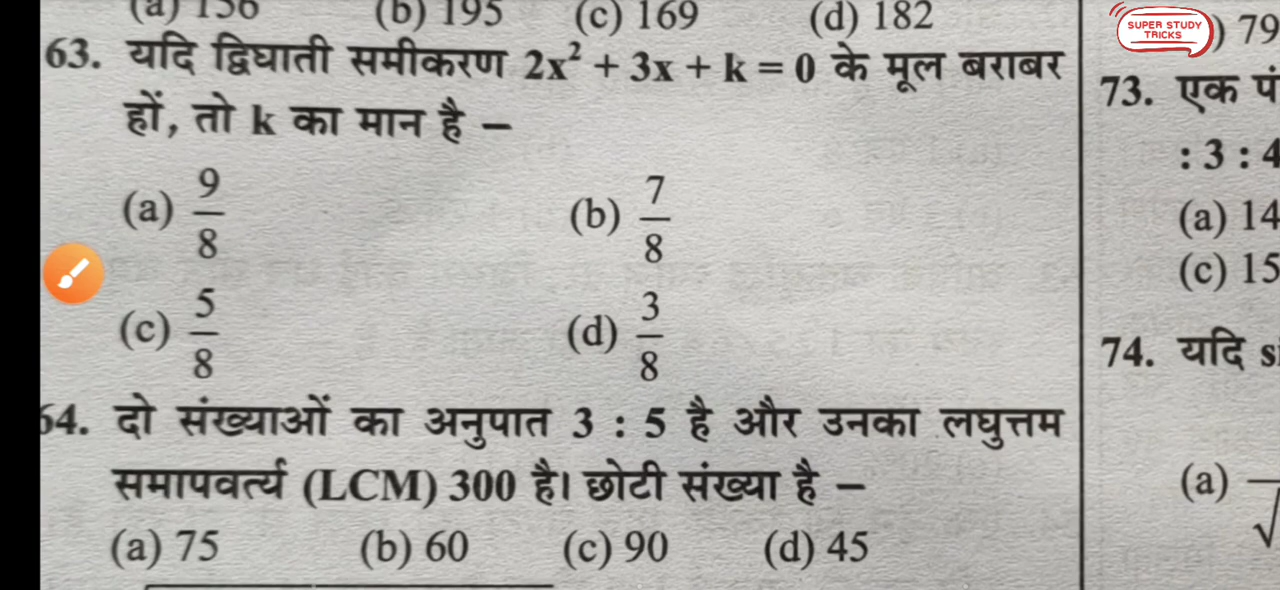 (a) 156 (b) 195 (c) 169 (d) 182
63. यदि द्विघाती समीकरण 2x² + 3x + k = 0 के मूल बराबर
हों, तो k का मान है –
(a) 9/8 (b) 7/8
(c) 5/8 (d) 3/8
64. दो संख्याओं का अनुपात 3 : 5 है और उनका लघुत्तम
समापवर्त्य (LCM) 300 है। छोटी संख्या है –
(a) 75 (b) 60 (c) 90 (d) 45
SUPER STUDY
TRICKS
) 79
73. एक पं
: 3 : 4
(a) 14
(c) 15
74. यदि si
(a)